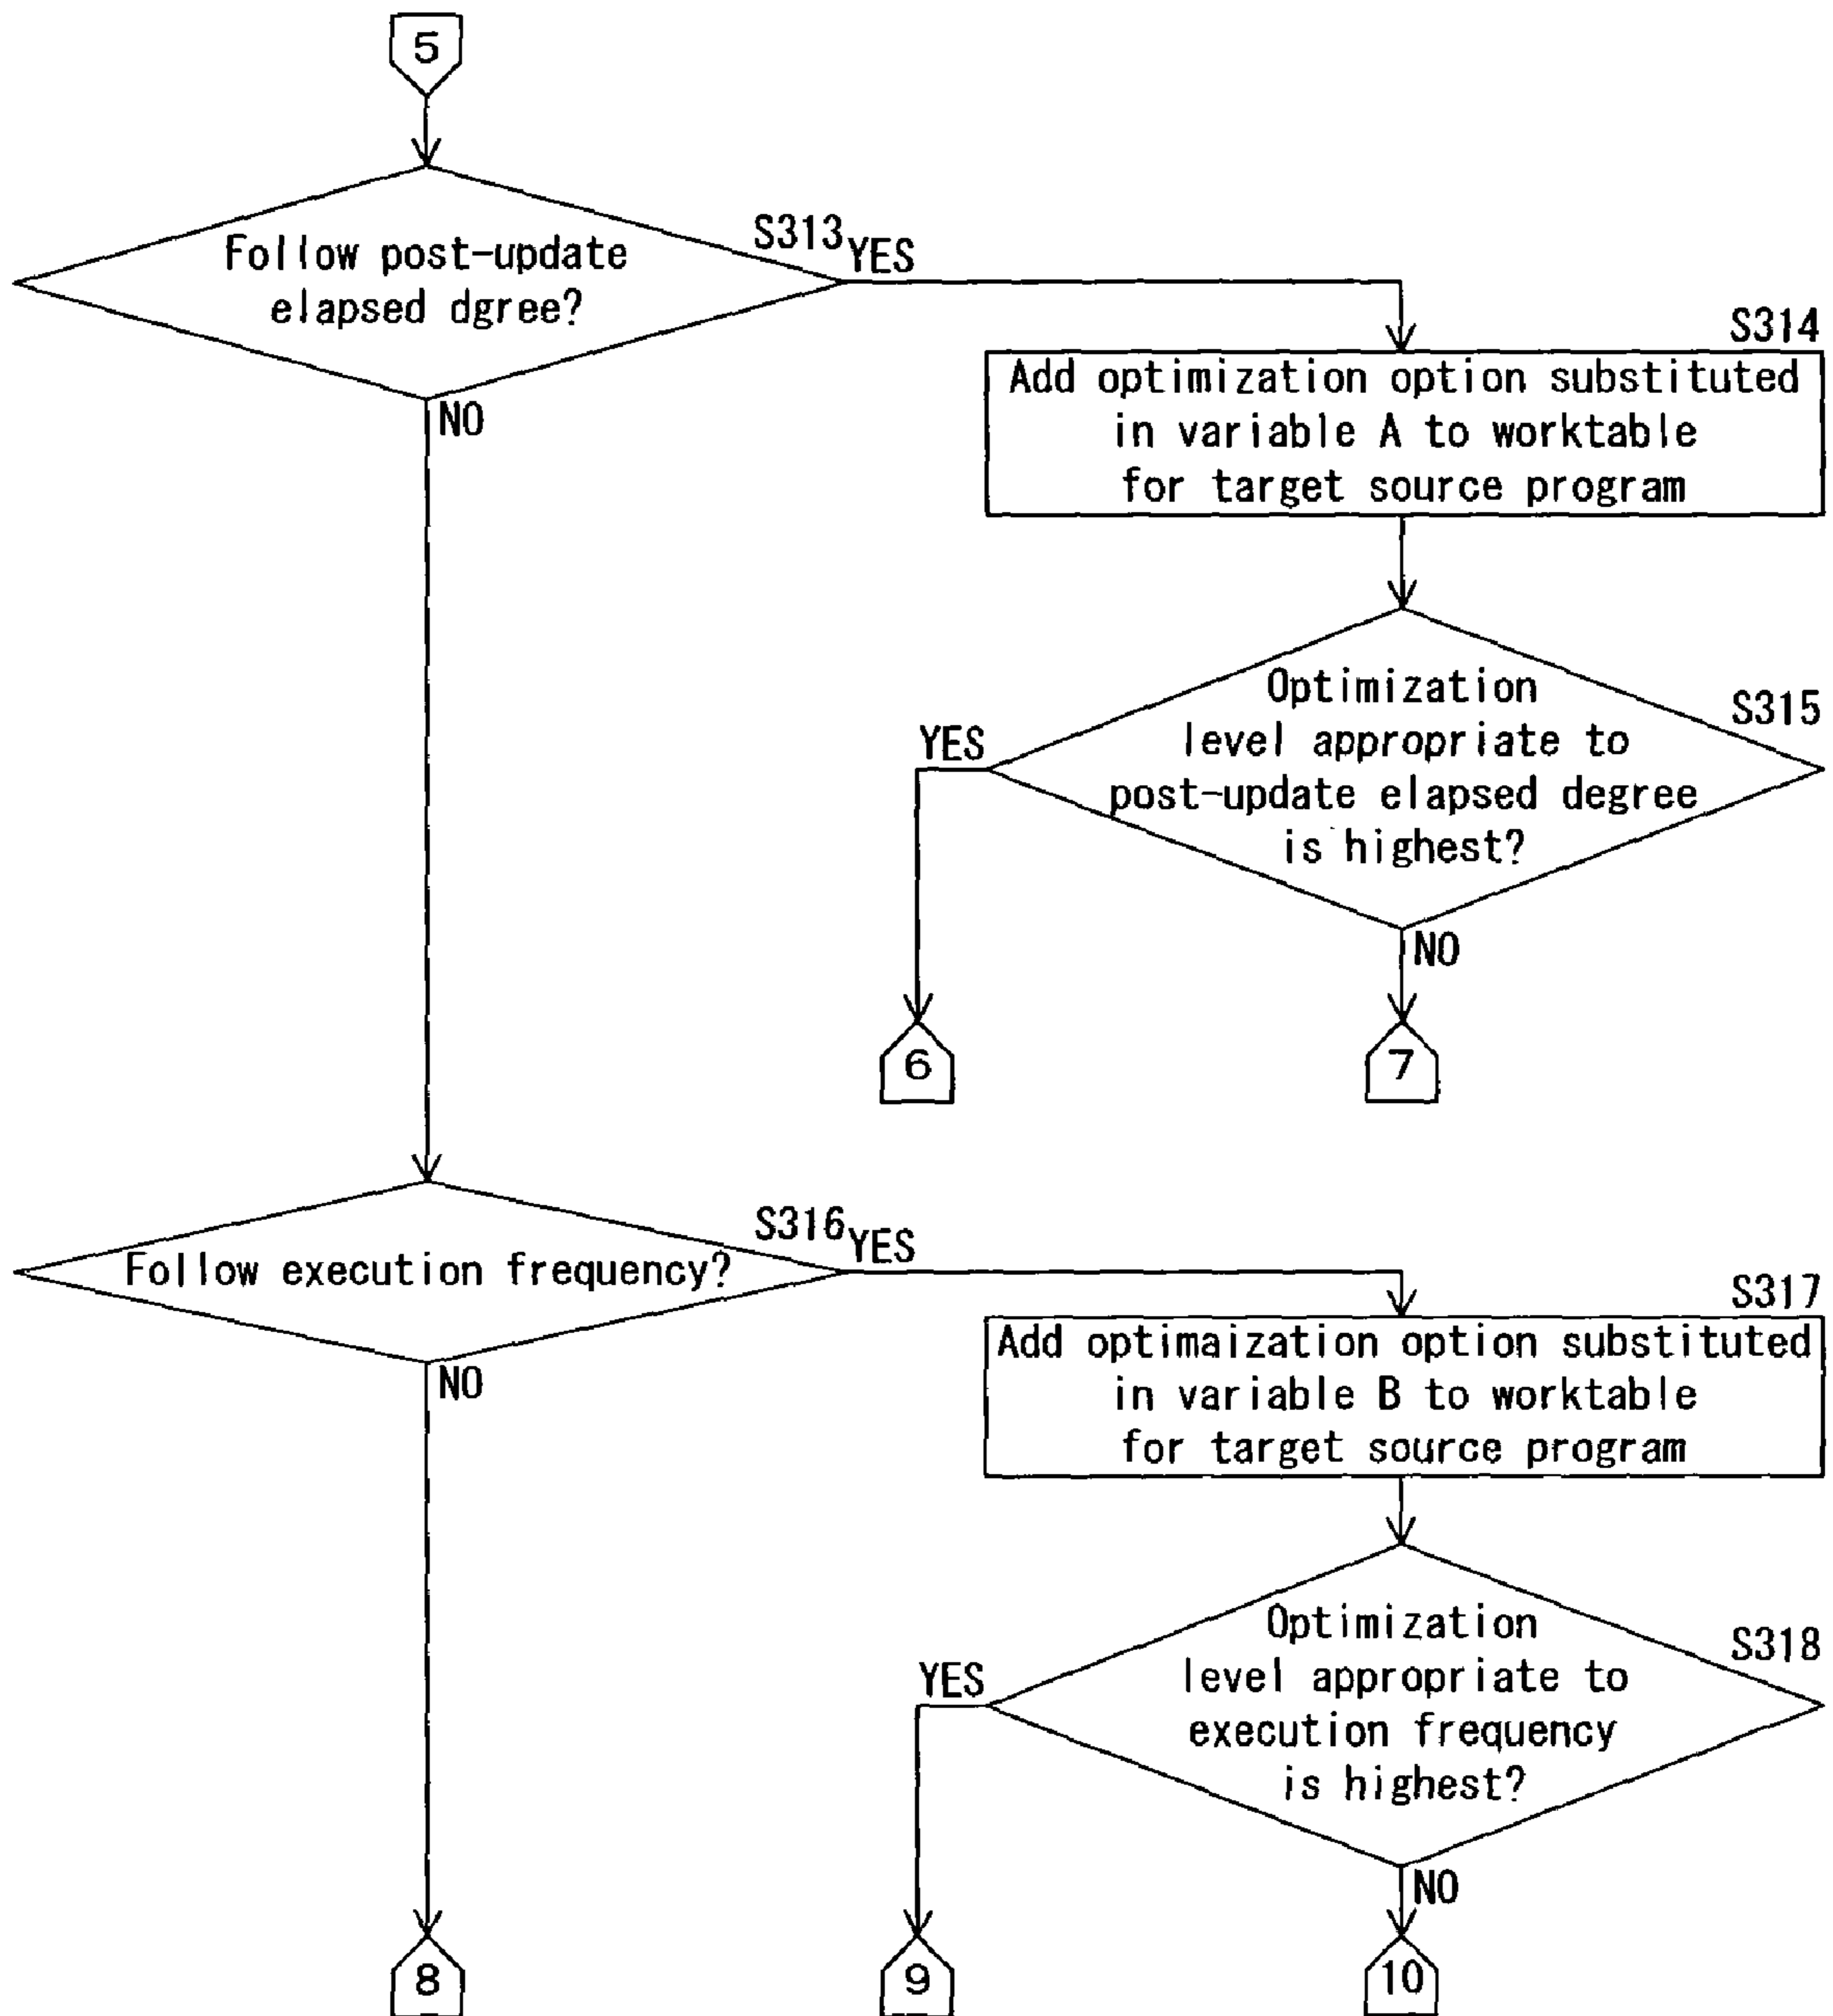 5
Follow post-update
elapsed dgree?
S313
YES
NO
S314
Add optimization option substituted
in variable A to worktable
for target source program
Optimization
level appropriate to
post-update elapsed degree
is highest?
S315
YES
NO
6
7
Follow execution frequency?
S316
YES
NO
S317
Add optimaization option substituted
in variable B to worktable
for target source program
Optimization
level appropriate to
execution frequency
is highest?
S318
YES
NO
8
9
10